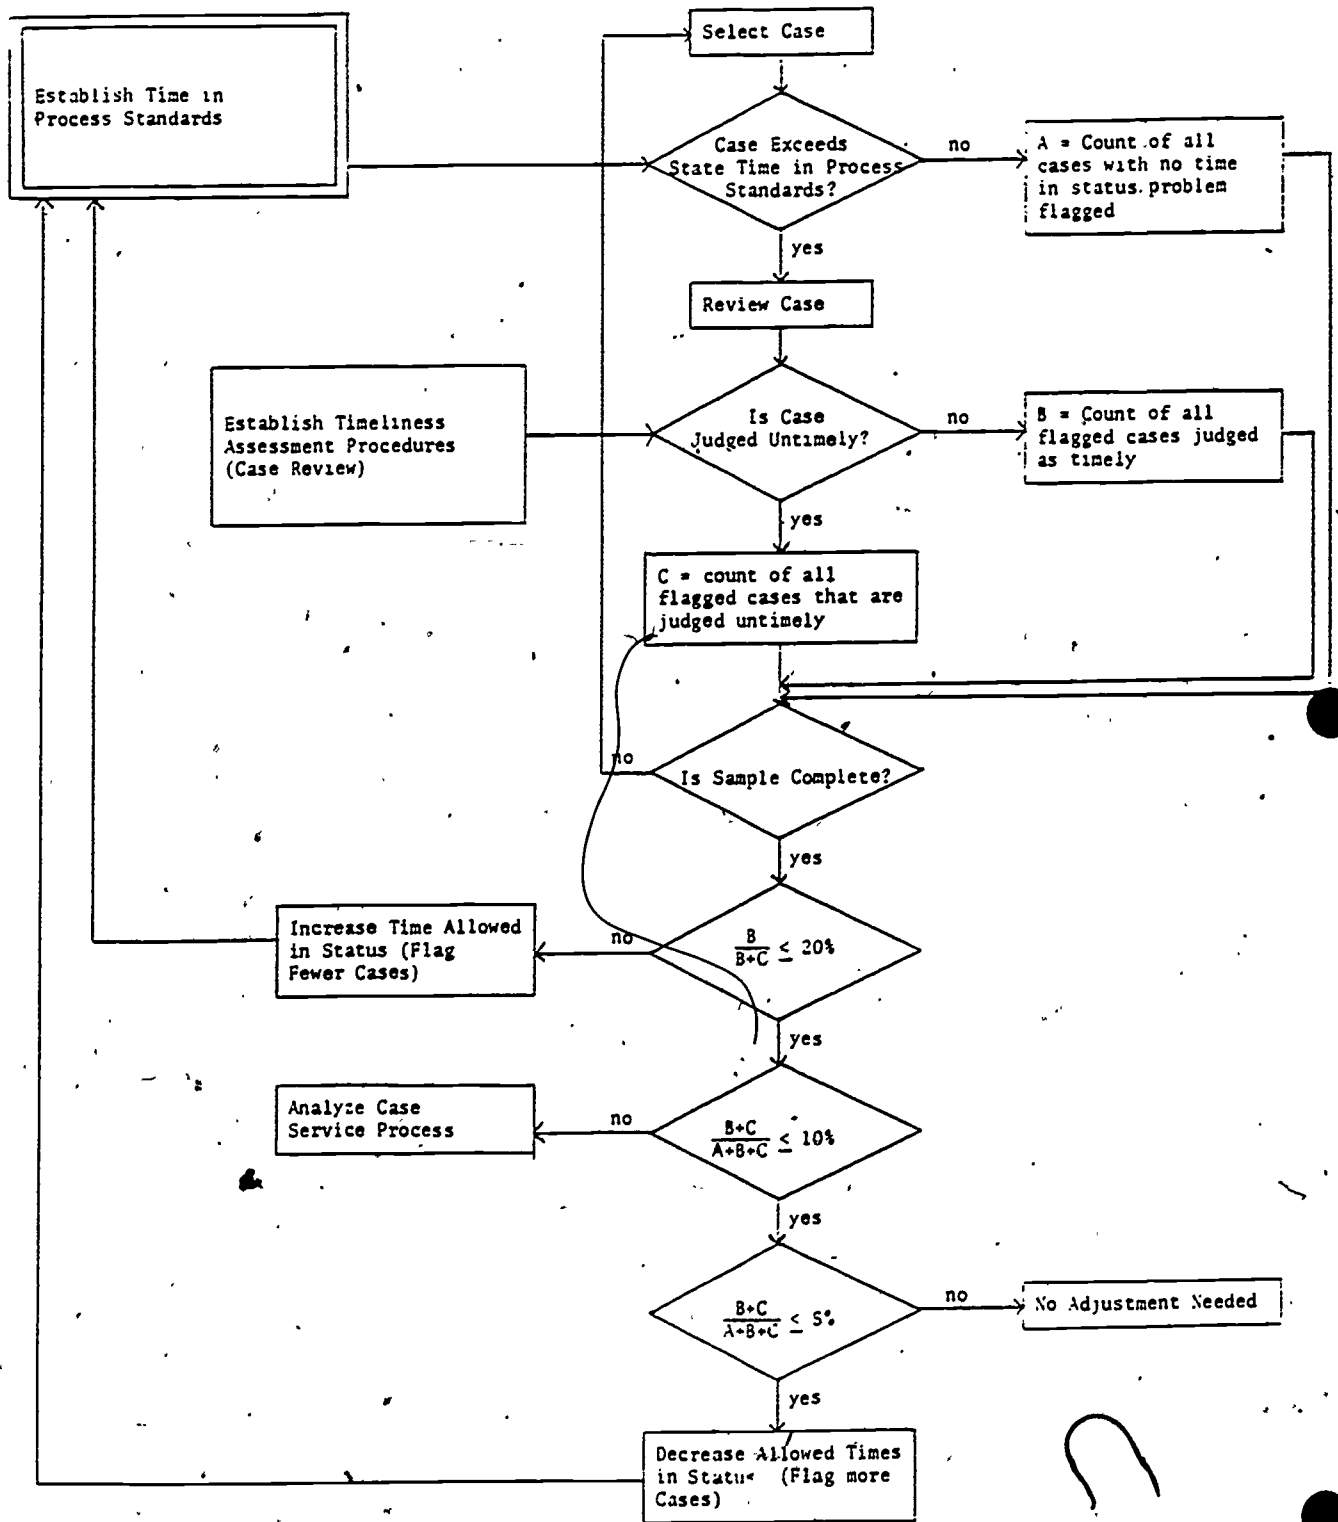 Select Case
Establish Time in
Process Standards
Case Exceeds
State Time in Process
Standards?
no
A = Count of all
cases with no time
in status problem
flagged
yes
Review Case
Establish Timeliness
Assessment Procedures
(Case Review)
Is Case
Judged Untimely?
no
B = Count of all
flagged cases judged
as timely
yes
C = count of all
flagged cases that are
judged untimely
no
Is Sample Complete?
yes
Increase Time Allowed
in Status (Flag
Fewer Cases)
no
B
B+C ≤ 20%
yes
Analyze Case
Service Process
no
B+C
A+B+C ≤ 10%
yes
B+C
A+B+C ≤ 5%
no
No Adjustment Needed
yes
Decrease Allowed Times
in Status (Flag more
Cases)